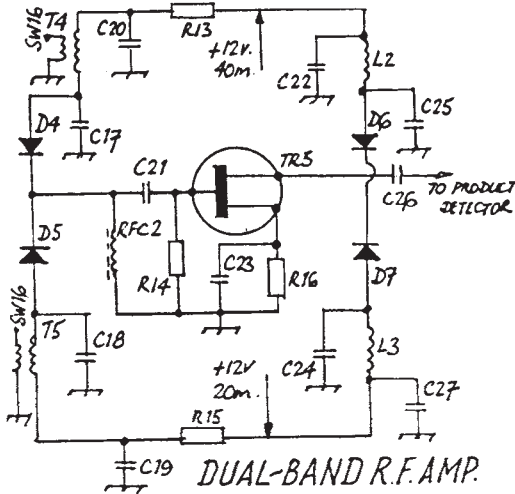 SW16
T4
C20
R13
+12v.
40m.
C22
L2
C25
D4
C17
D6
C21
TR3
C26
TO PRODUCT
DETECTOR
D5
RFC2
R14
C23
R16
D7
SW16
T5
C18
+12v
20m.
C24
L3
C27
R15
C19
DUAL-BAND R.F. AMP.